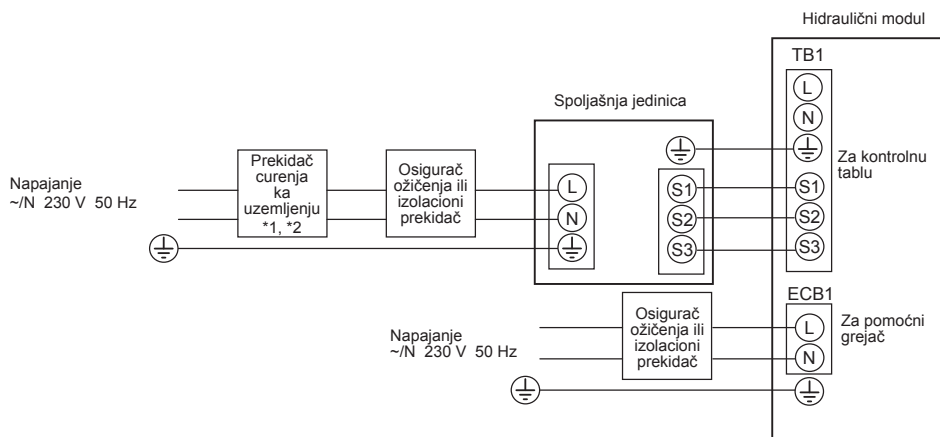 Hidraulični modul
TB1
L
N
Spoljašnja jedinica
Za kontrolnu
tablu
Napajanje
~/N 230 V 50 Hz
Prekidač
curenja
ka
uzemljenju
*1, *2
Osigurač
ožičenja ili
izolacioni
prekidač
L
N
S1
S2
S3
S1
S2
S3
ECB1
Napajanje
~/N 230 V 50 Hz
Osigurač
ožičenja ili
izolacioni
prekidač
L
N
Za pomoćni
grejač